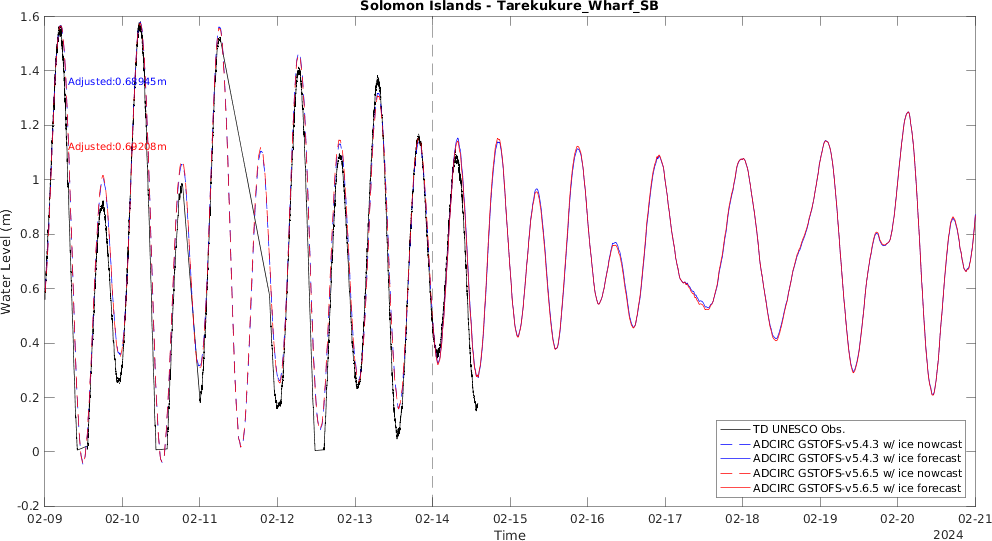 Solomon Islands - Tarekukure_Wharf_SB
1.6
1.4
1.2
1
0.8
0.6
0.4
0.2
0
-0.2
Water Level (m)
Adjusted:0.68945m
Adjusted:0.69208m
TD UNESCO Obs.
ADCIRC GSTOFS-v5.4.3 w/ ice nowcast
ADCIRC GSTOFS-v5.4.3 w/ ice forecast
ADCIRC GSTOFS-v5.6.5 w/ ice nowcast
ADCIRC GSTOFS-v5.6.5 w/ ice forecast
02-09 02-10 02-11 02-12 02-13 02-14 02-15 02-16 02-17 02-18 02-19 02-20 02-21
Time
2024